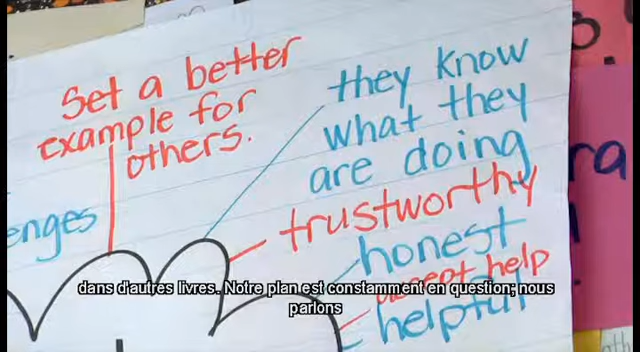 Set a better
example for
others.
they know
what they
are doing
enges
trustworthy
honest
accept help
helpful
dans d'autres livres. Notre plan est constamment en question; nous
parlons
ra